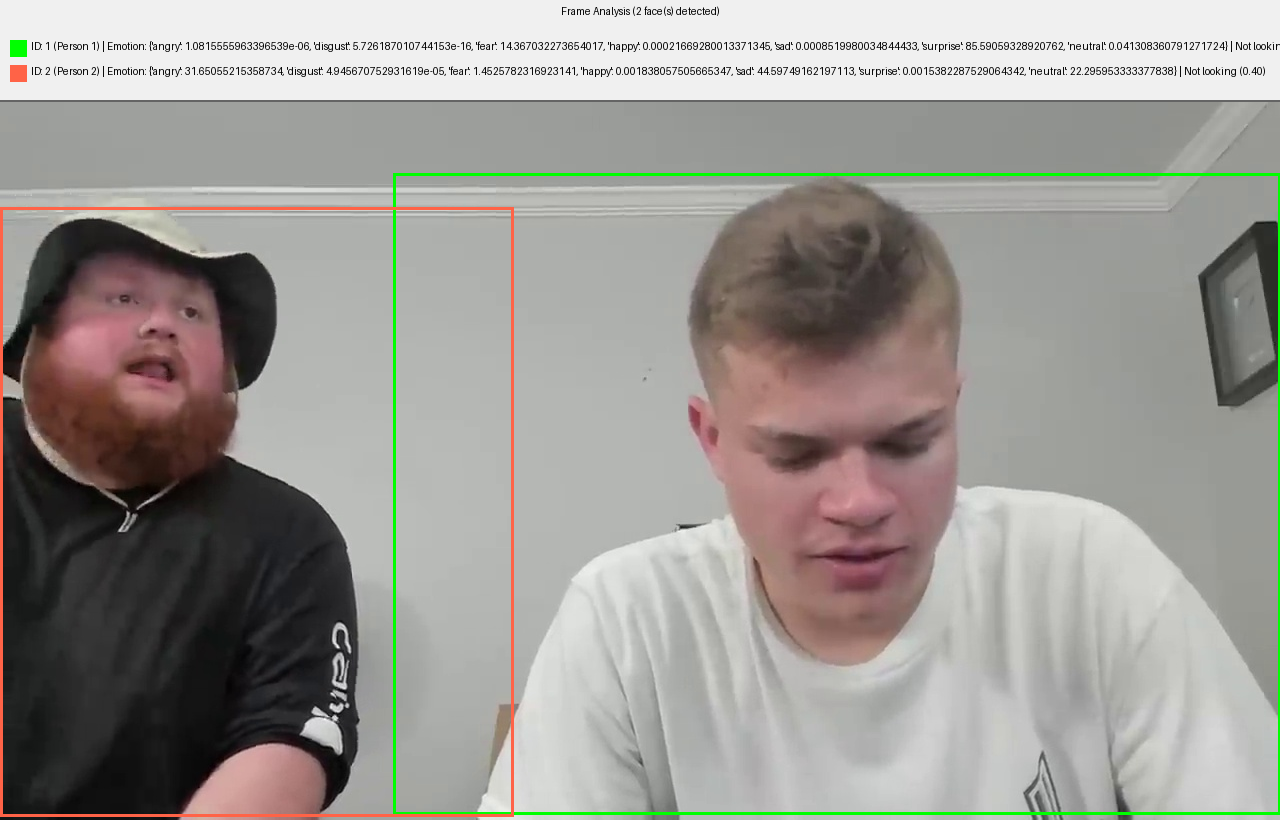 Frame Analysis (2 face(s) detected)
ID: 1 (Person 1) | Emotion: {'angry': 1.0815555963396539e-06, 'disgust': 5.726187010744153e-16, 'fear': 14.367032273654017, 'happy': 0.00021669280013371345, 'sad': 0.0008519980034844433, 'surprise': 85.59059328920762, 'neutral': 0.041308360791271724} | Not lookin
ID: 2 (Person 2) | Emotion: {'angry': 31.65055215358734, 'disgust': 4.945670752931619e-05, 'fear': 1.4525782316923141, 'happy': 0.001838057505665347, 'sad': 44.59749162197113, 'surprise': 0.0015382287529064342, 'neutral': 22.295953333377838} | Not looking (0.40)